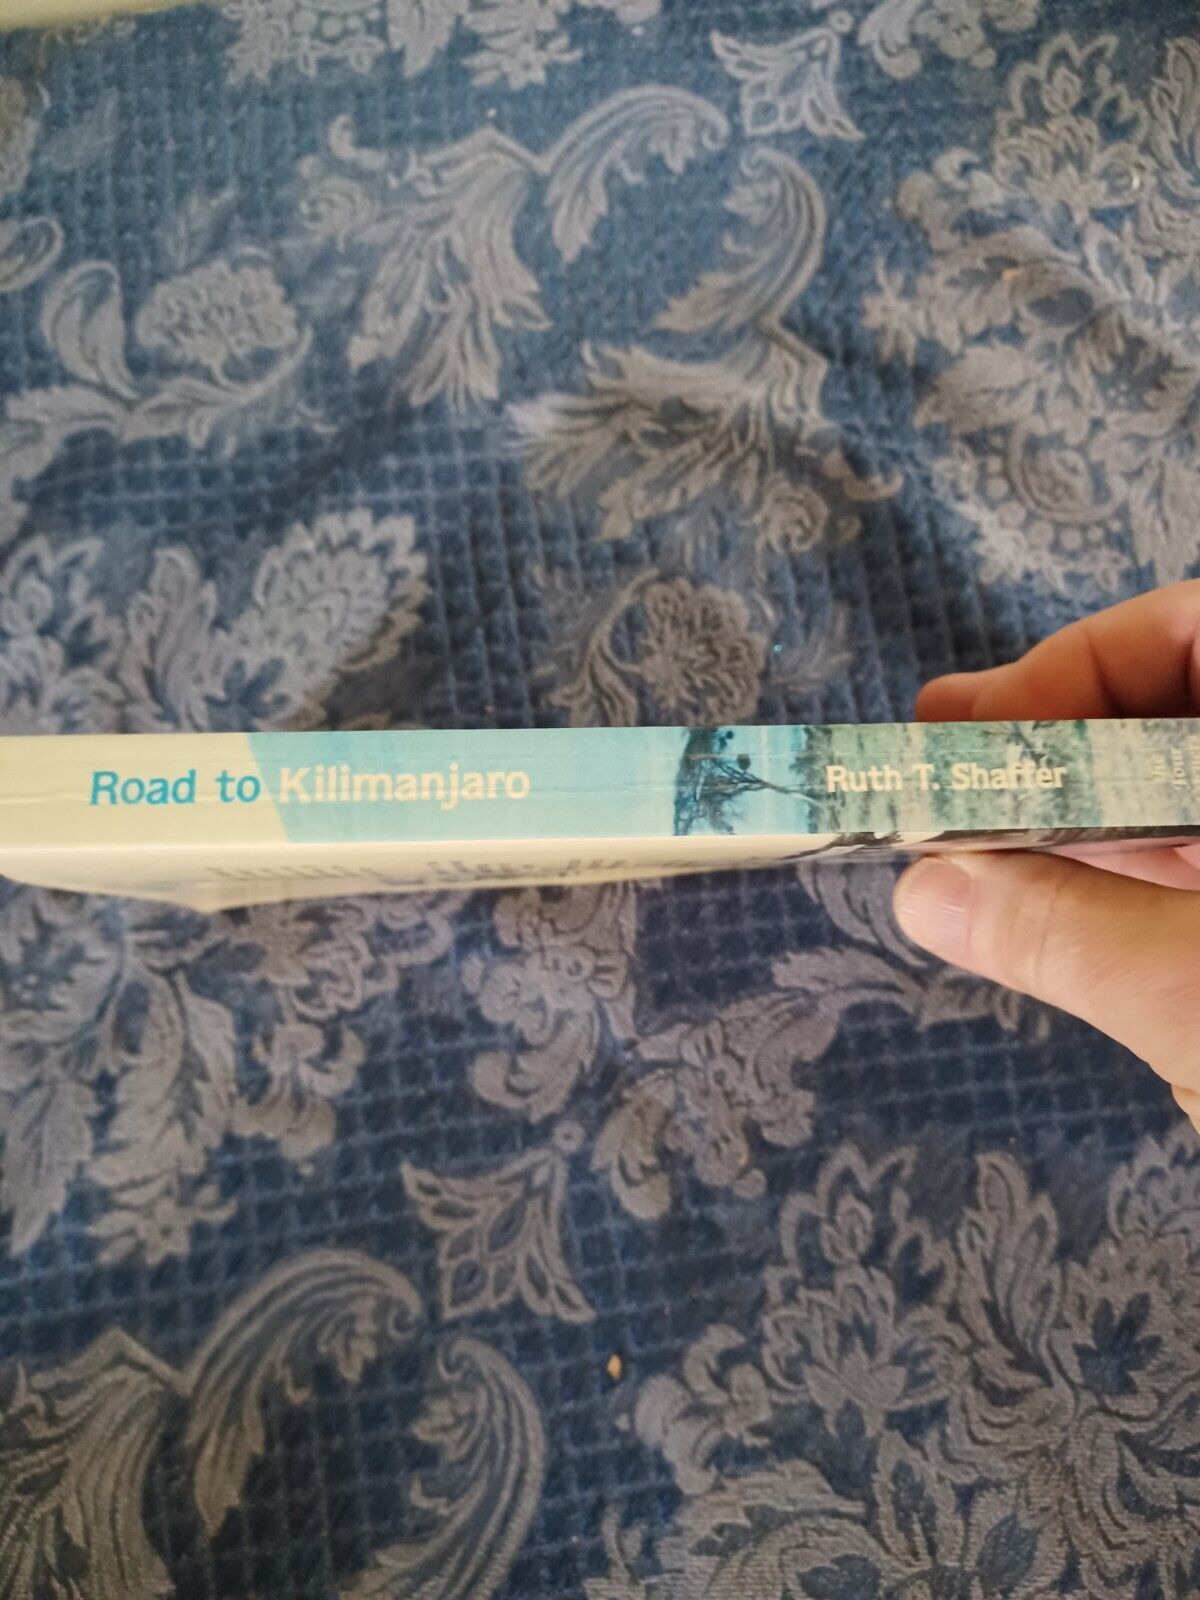 Road to Kilimanjaro
Ruth T. Shaffer